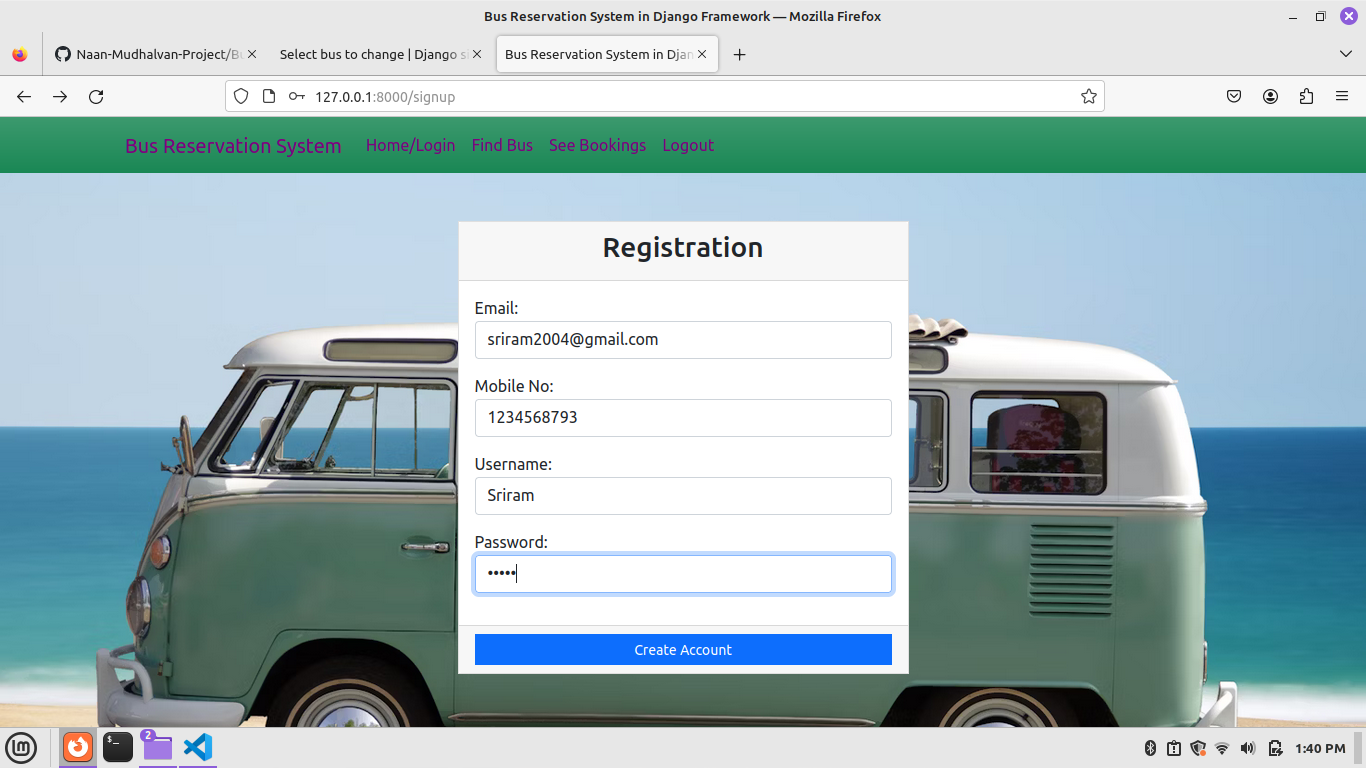 Bus Reservation System in Django Framework — Mozilla Firefox
Naan-Mudhalvan-Project/Bu
Select bus to change | Django s
Bus Reservation System in Djan
127.0.0.1:8000/signup
Bus Reservation System Home/Login Find Bus See Bookings Logout
Registration
Email:
sriram2004@gmail.com
Mobile No:
1234568793
Username:
Sriram
Password:
•••••
Create Account
2
1:40 PM